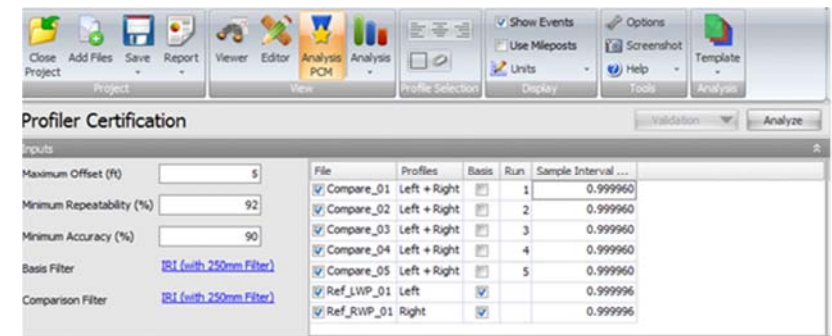 Show Events
Options
Use Mileposts
Screenshot
Close Project
Add Files
Save
Report
Viewer
Editor
Analysis PCM
Analysis
Units
Help
Template
Project
View
Profile Selection
Display
Tools
Analysis
Profiler Certification
Validation
Analyze
Inputs
Maximum Offset (ft) 5
Minimum Repeatability (%) 92
Minimum Accuracy (%) 90
Basis Filter IRI (with 250mm Filter)
Comparison Filter IRI (with 250mm Filter)
File Profiles Basis Run Sample Interval ...
Compare_01 Left + Right 1 0.999960
Compare_02 Left + Right 2 0.999960
Compare_03 Left + Right 3 0.999960
Compare_04 Left + Right 4 0.999960
Compare_05 Left + Right 5 0.999960
Ref_LWP_01 Left 0.999996
Ref_RWP_01 Right 0.999996